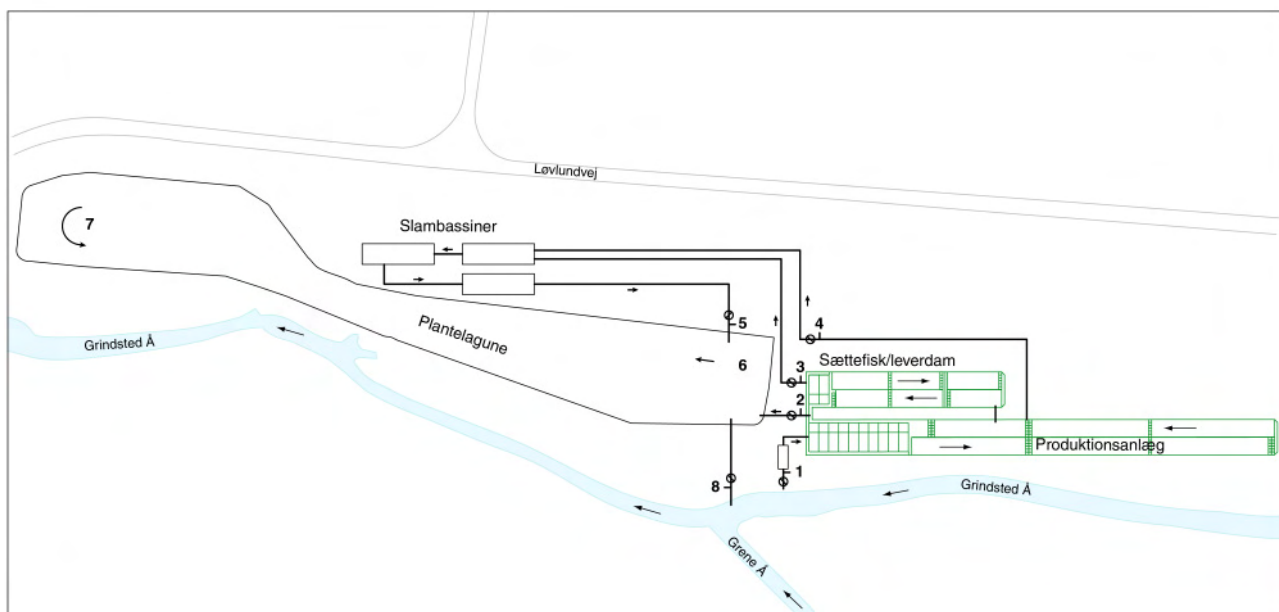 Løvlundvej
7
Slambassiner
5
4
Grindsted Å
Plantelagune
6
3
Sættefisk/leverdam
2
Produktionsanlæg
1
8
Grindsted Å
Grene Å